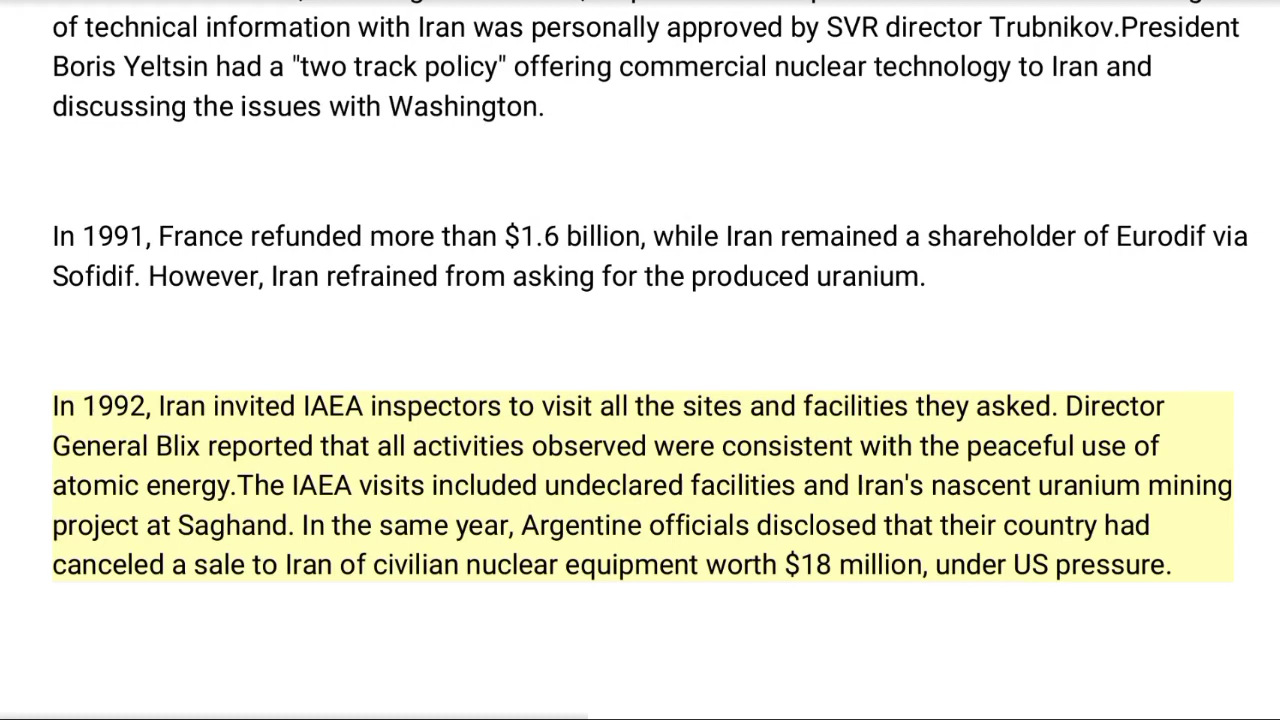 of technical information with Iran was personally approved by SVR director Trubnikov.President
Boris Yeltsin had a "two track policy" offering commercial nuclear technology to Iran and
discussing the issues with Washington.
In 1991, France refunded more than $1.6 billion, while Iran remained a shareholder of Eurodif via
Sofidif. However, Iran refrained from asking for the produced uranium.
In 1992, Iran invited IAEA inspectors to visit all the sites and facilities they asked. Director
General Blix reported that all activities observed were consistent with the peaceful use of
atomic energy.The IAEA visits included undeclared facilities and Iran's nascent uranium mining
project at Saghand. In the same year, Argentine officials disclosed that their country had
canceled a sale to Iran of civilian nuclear equipment worth $18 million, under US pressure.